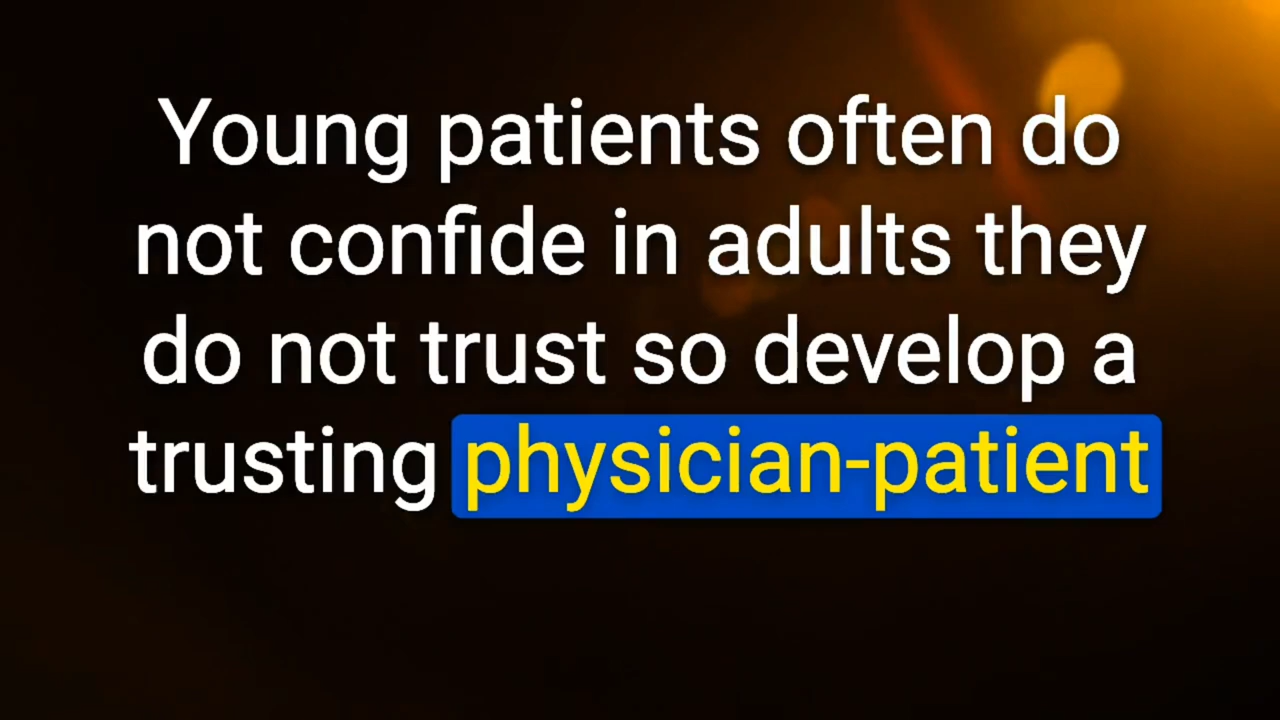 Young patients often do
not confide in adults they
do not trust so develop a
trusting physician-patient